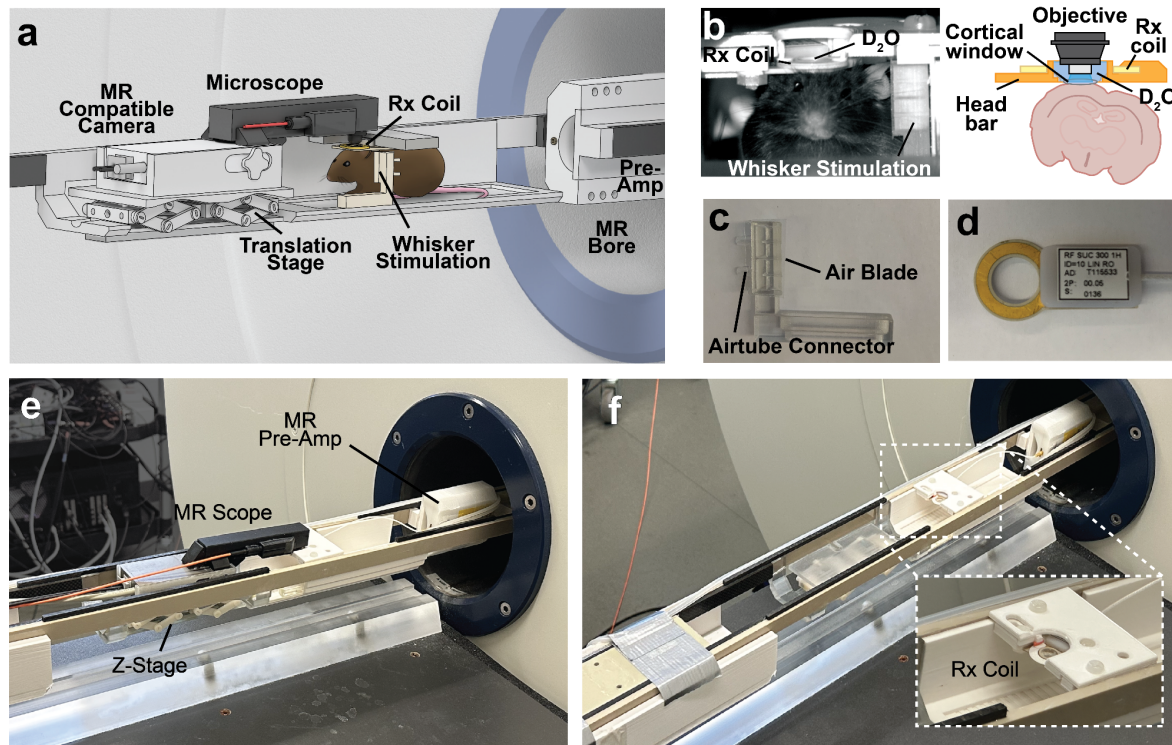 a
MR
Compatible
Camera
Microscope
Rx Coil
Pre-
Amp
MR
Bore
Translation
Stage
Whisker
Stimulation
b
Rx Coil
D₂O
Whisker Stimulation
Objective
Cortical
window
Rx
coil
Head
bar
D₂O
c
Air Blade
Airtube Connector
d
RF SUC 300 1H
ID=10 LIN RO
AD T115533
2P: 00.05
S: 0136
e
MR
Pre-Amp
MR Scope
Z-Stage
f
Rx Coil